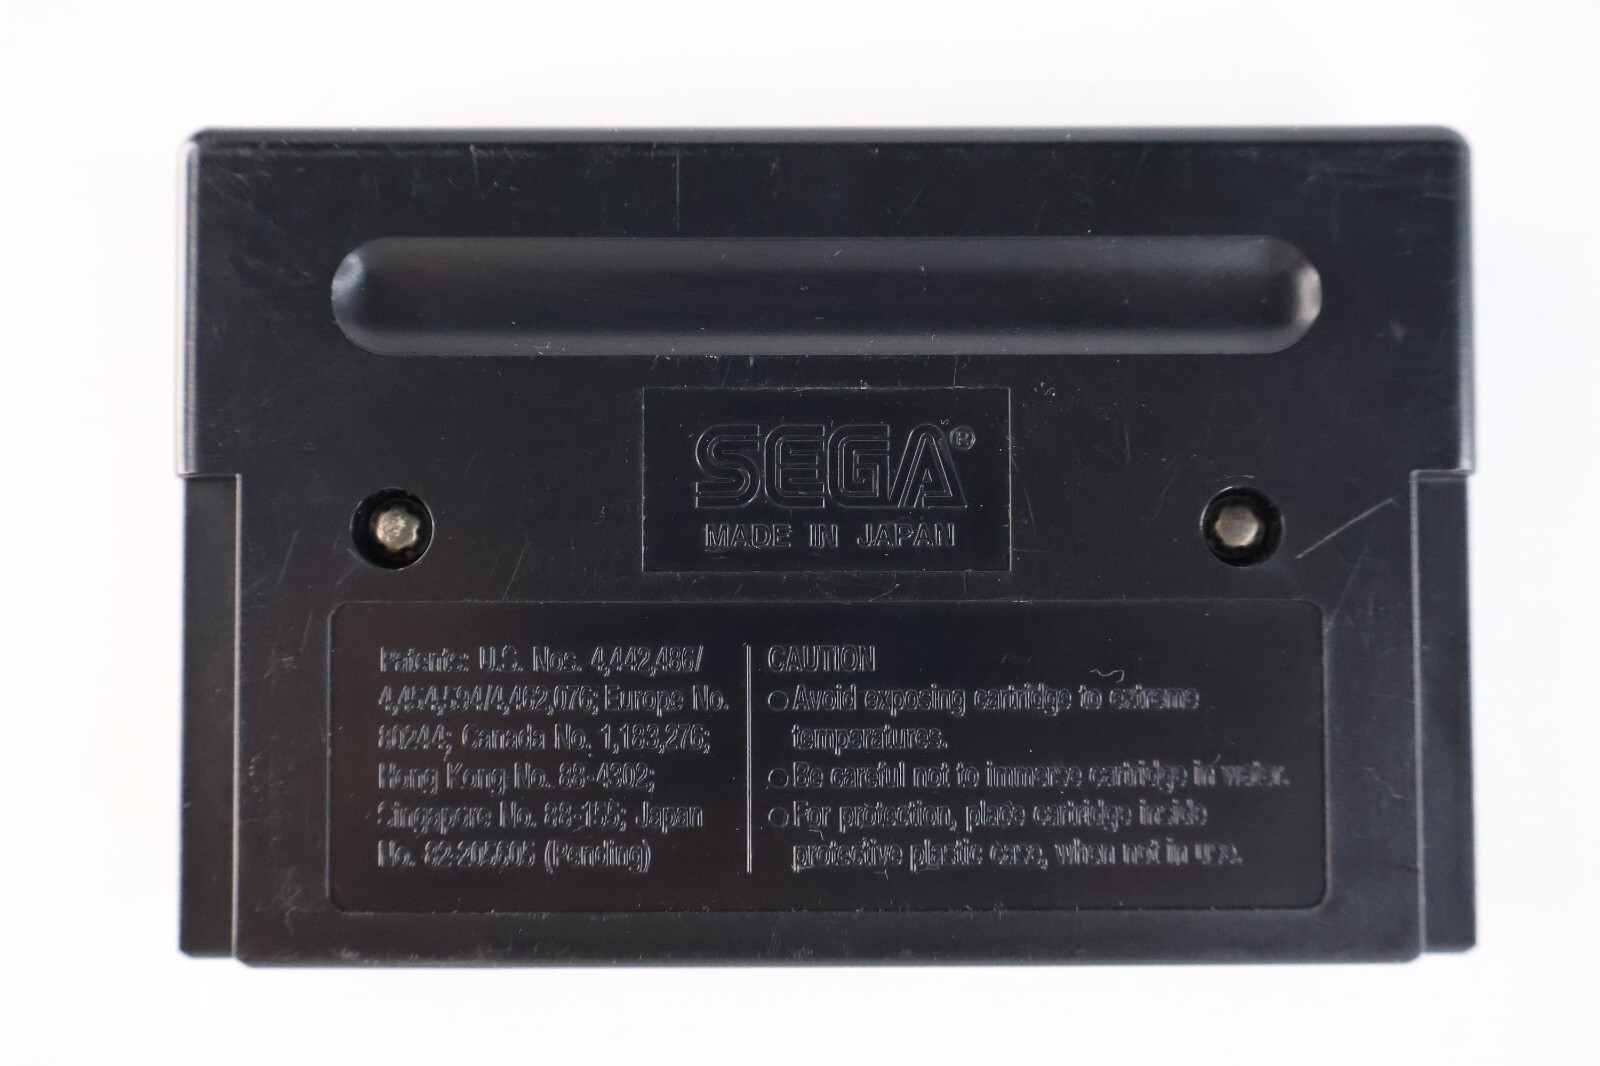 SEGA®
MADE IN JAPAN
Patents: U.S. Nos. 4,442,486/
4,454,594/4,462,076; Europe No.
80244; Canada No. 1,183,276;
Hong Kong No. 88-4302;
Singapore No. 88-155; Japan
No. 82-205605 (Pending)
CAUTION
○Avoid exposing cartridge to extreme
temperatures.
○Be careful not to immerse cartridge in water.
○For protection, place cartridge inside
protective plastic case, when not in use.